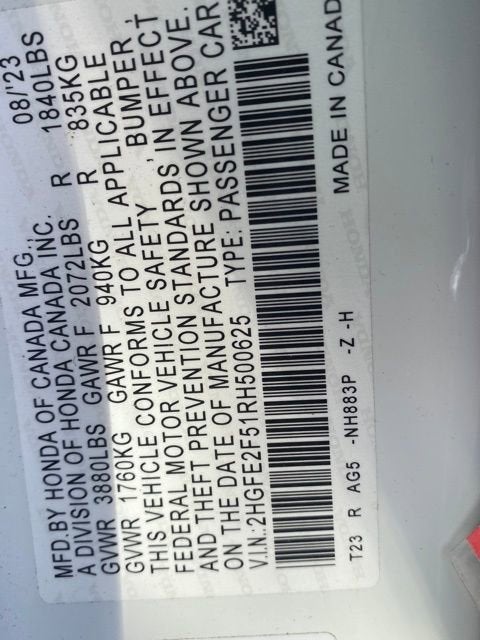 MFD.BY HONDA OF CANADA MFG., 08/'23
A DIVISION OF HONDA CANADA INC.
GVWR 3880LBS GAWR F 2072LBS R 1840LBS
GVWR 1760KG GAWR F 940KG R 835KG
THIS VEHICLE CONFORMS TO ALL APPLICABLE
FEDERAL MOTOR VEHICLE SAFETY, BUMPER,
AND THEFT PREVENTION STANDARDS, IN EFFECT
ON THE DATE OF MANUFACTURE SHOWN ABOVE.
V.I.N.:2HGFE2F51RH500625 TYPE: PASSENGER CAR
MADE IN CANAD
T23 R AG5 -NH883P -Z -H